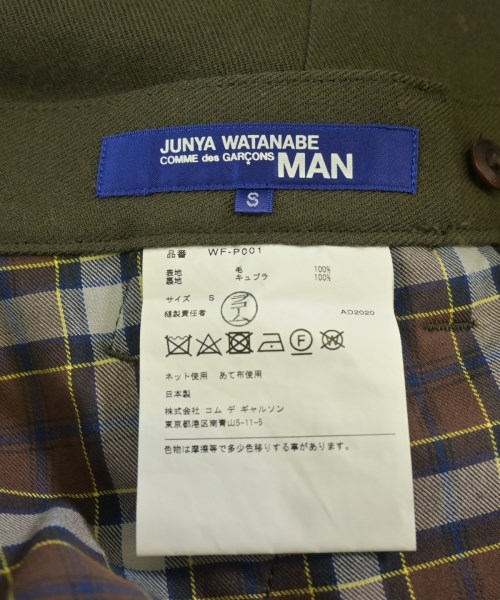 JUNYA WATANABE
COMME des GARÇONS MAN
S
品番 WF-P001
表地 毛 100%
裏地 キュプラ 100%
サイズ S
縫製責任者 AD2020
F W
ネット使用 あて布使用
日本製
株式会社 コム デ ギャルソン
東京都港区南青山5-11-5
色物は摩擦等で多少色移りする事が有ります。